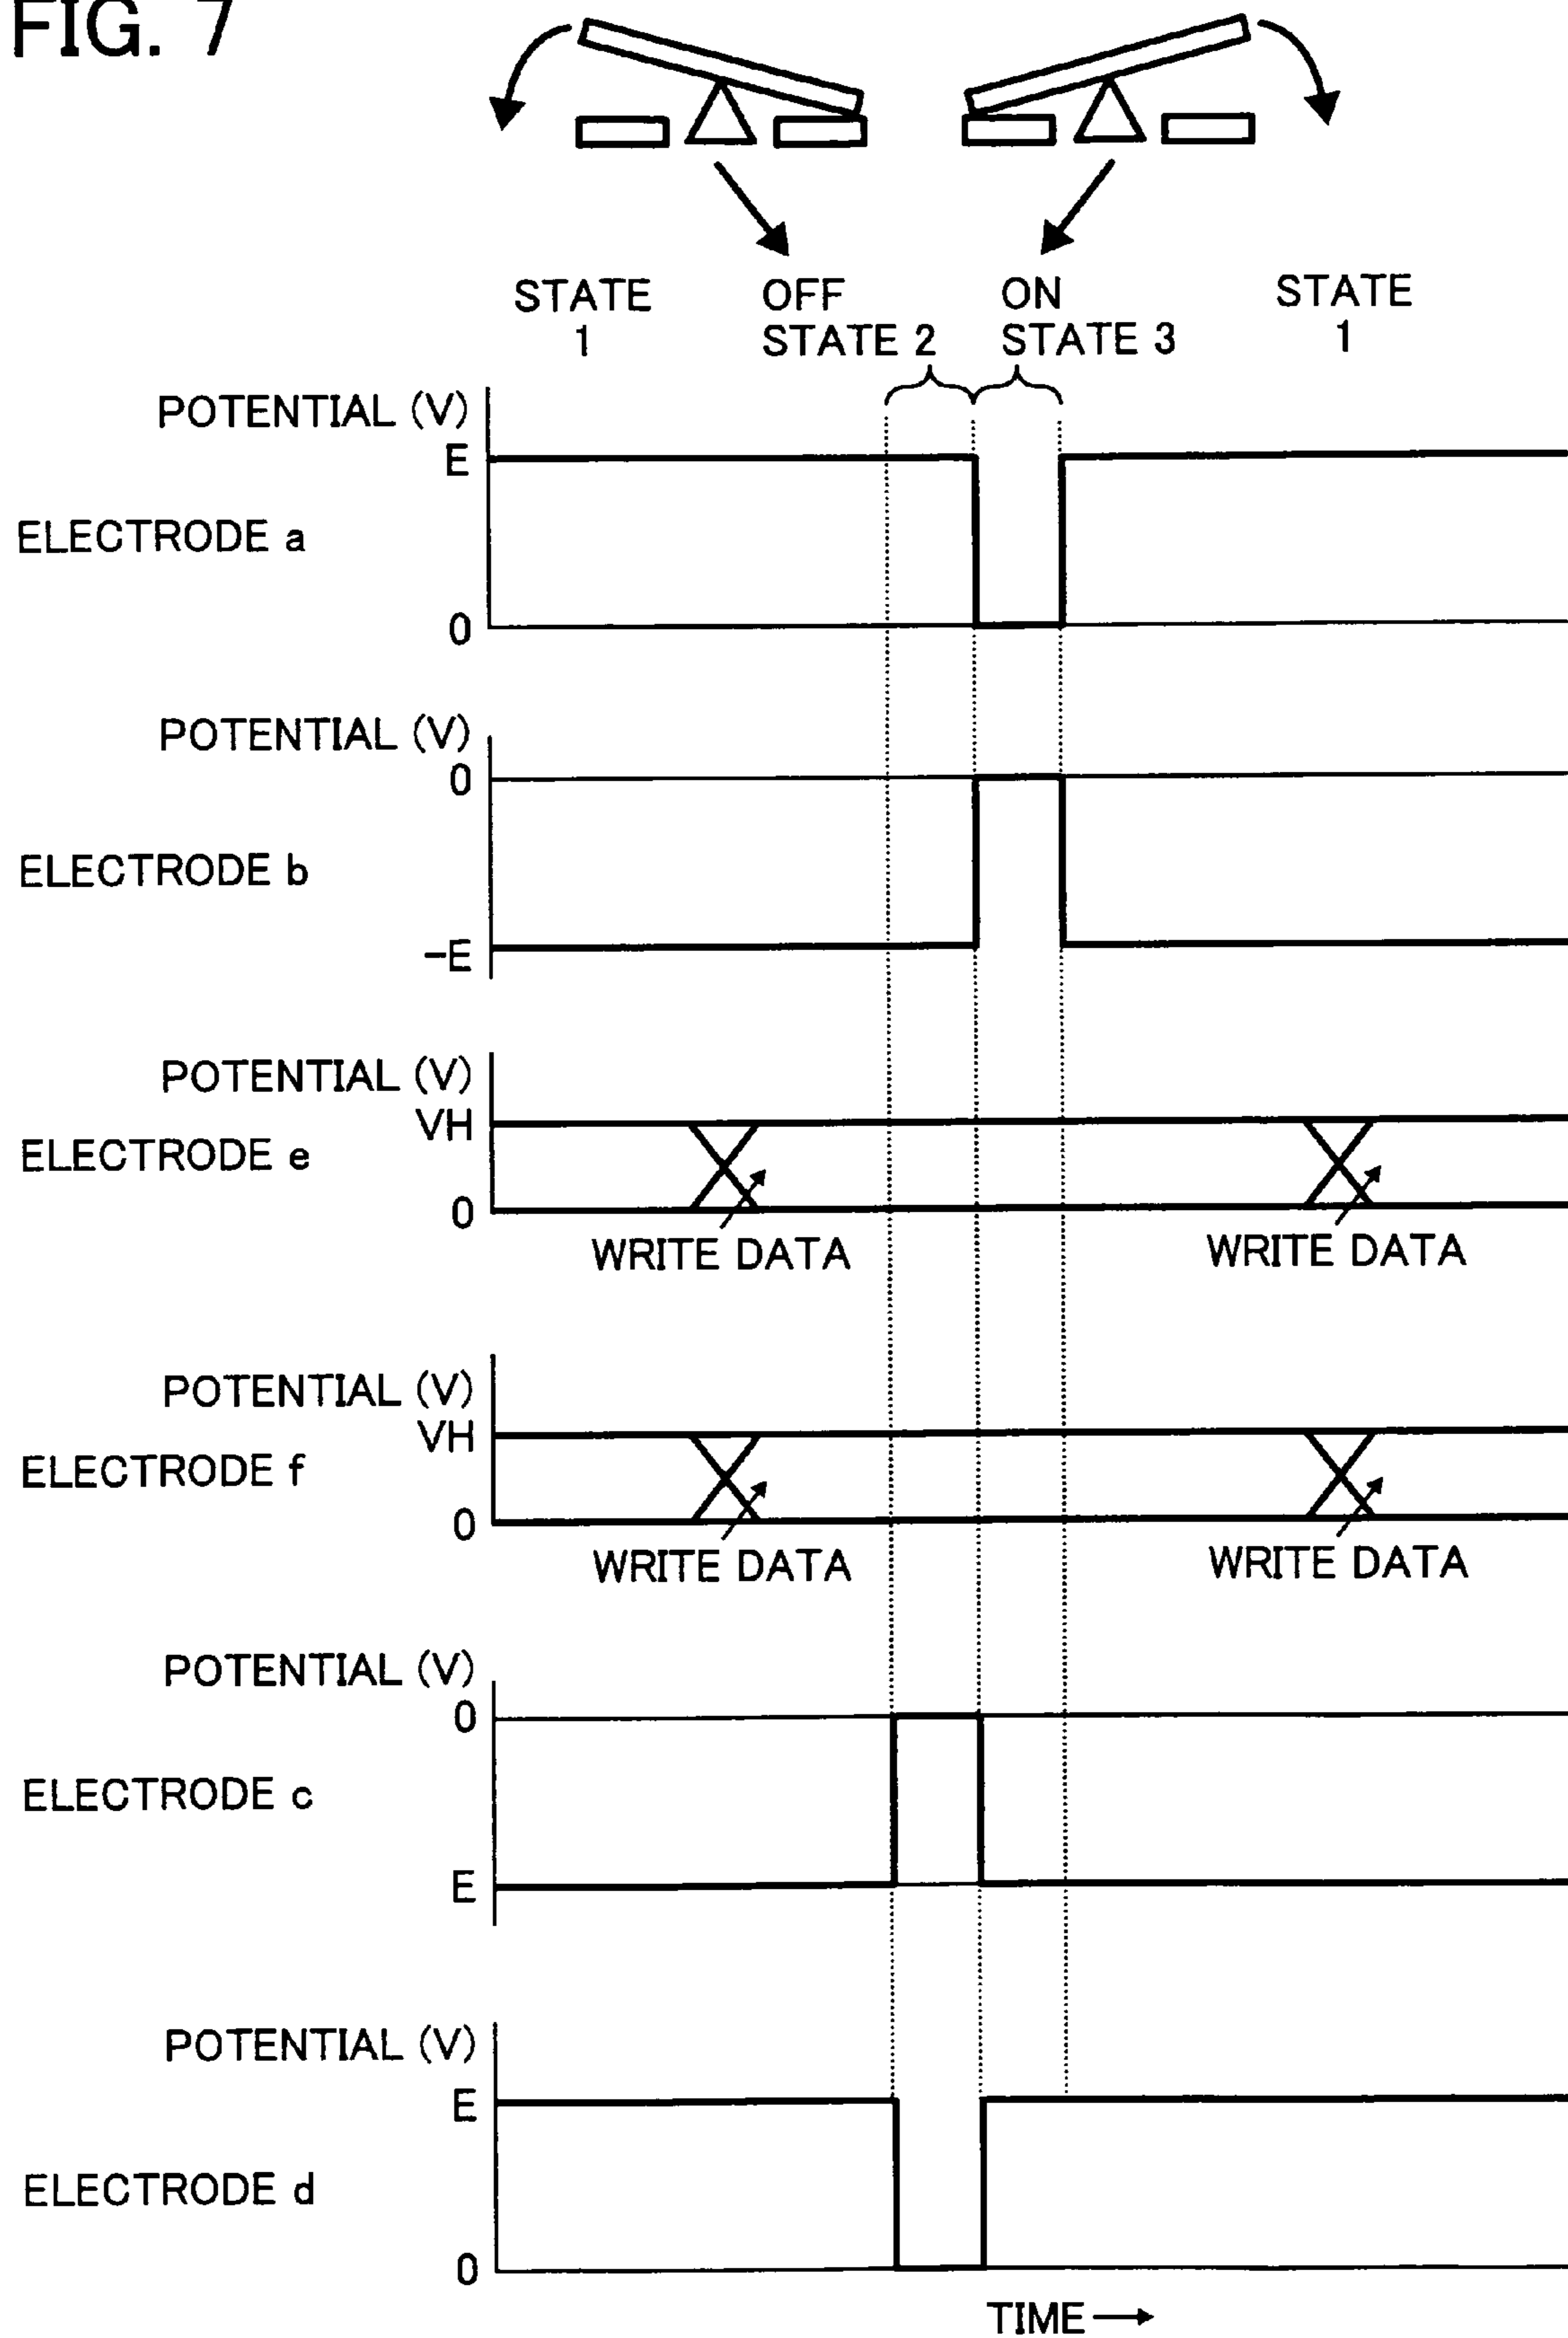 FIG. 7
STATE
1
OFF
STATE 2
ON
STATE 3
STATE
1
POTENTIAL (V)
E
ELECTRODE a
0
POTENTIAL (V)
0
ELECTRODE b
-E
POTENTIAL (V)
VH
ELECTRODE e
0
WRITE DATA
WRITE DATA
POTENTIAL (V)
VH
ELECTRODE f
0
WRITE DATA
WRITE DATA
POTENTIAL (V)
0
ELECTRODE c
E
POTENTIAL (V)
E
ELECTRODE d
0
TIME